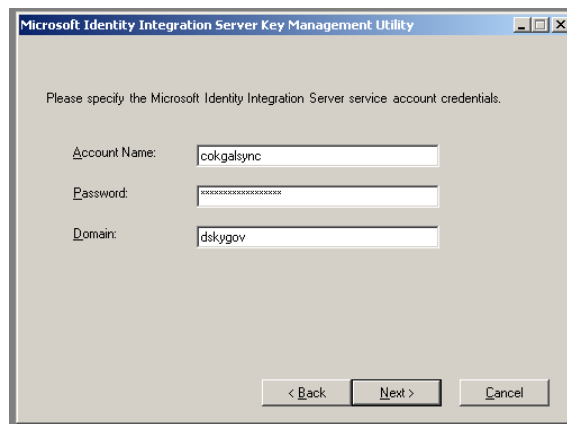 Microsoft Identity Integration Server Key Management Utility
Please specify the Microsoft Identity Integration Server service account credentials.
Account Name: cokgalsync
Password: xxxxxxxxxxxxxxxxx
Domain: dskygov
< Back Next > Cancel